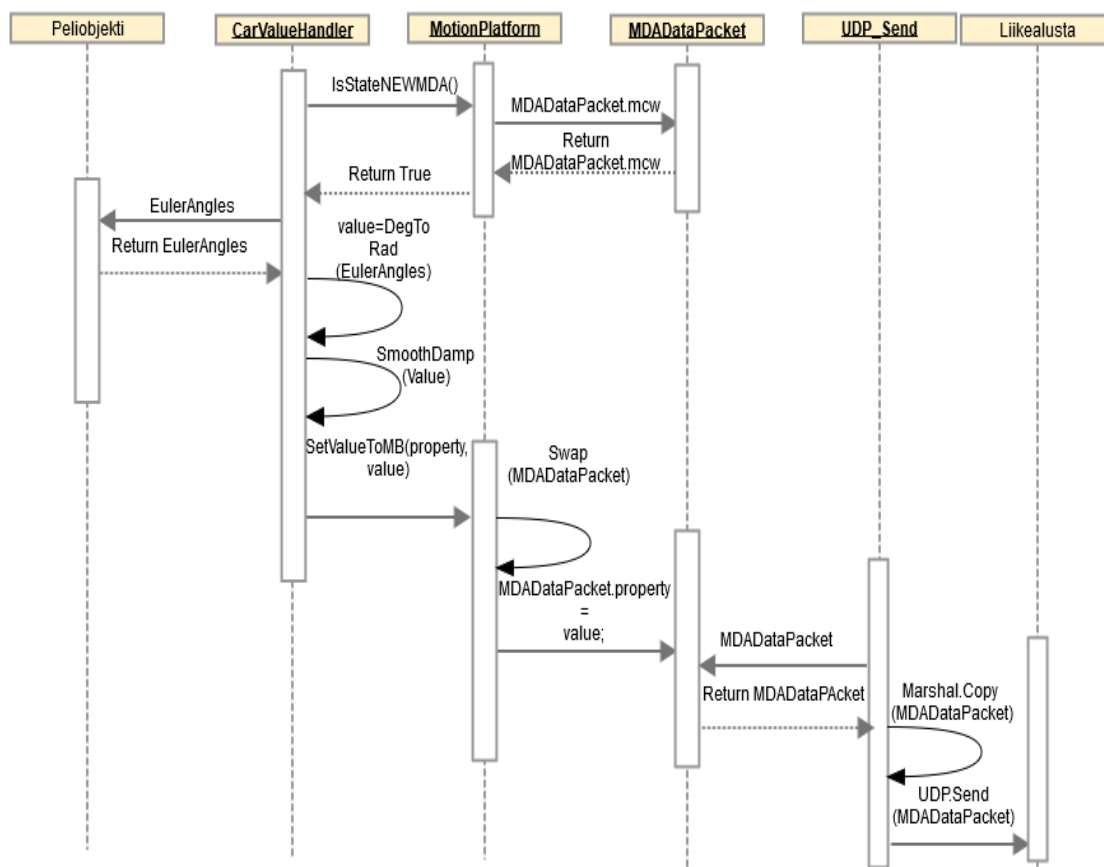 Peliobjekti
CarValueHandler
MotionPlatform
MDADataPacket
UDP_Send
Liikealusta
IsStateNEWMDA()
MDADataPacket.mcw
Return
MDADataPacket.mcw
Return True
EulerAngles
Return EulerAngles
value=DegTo
Rad
(EulerAngles)
SmoothDamp
(Value)
SetValueToMB(property,
value)
Swap
(MDADataPacket)
MDADataPacket.property
=
value;
MDADataPacket
Return MDADataPAcket
Marshal.Copy
(MDADataPacket)
UDP.Send
(MDADataPacket)